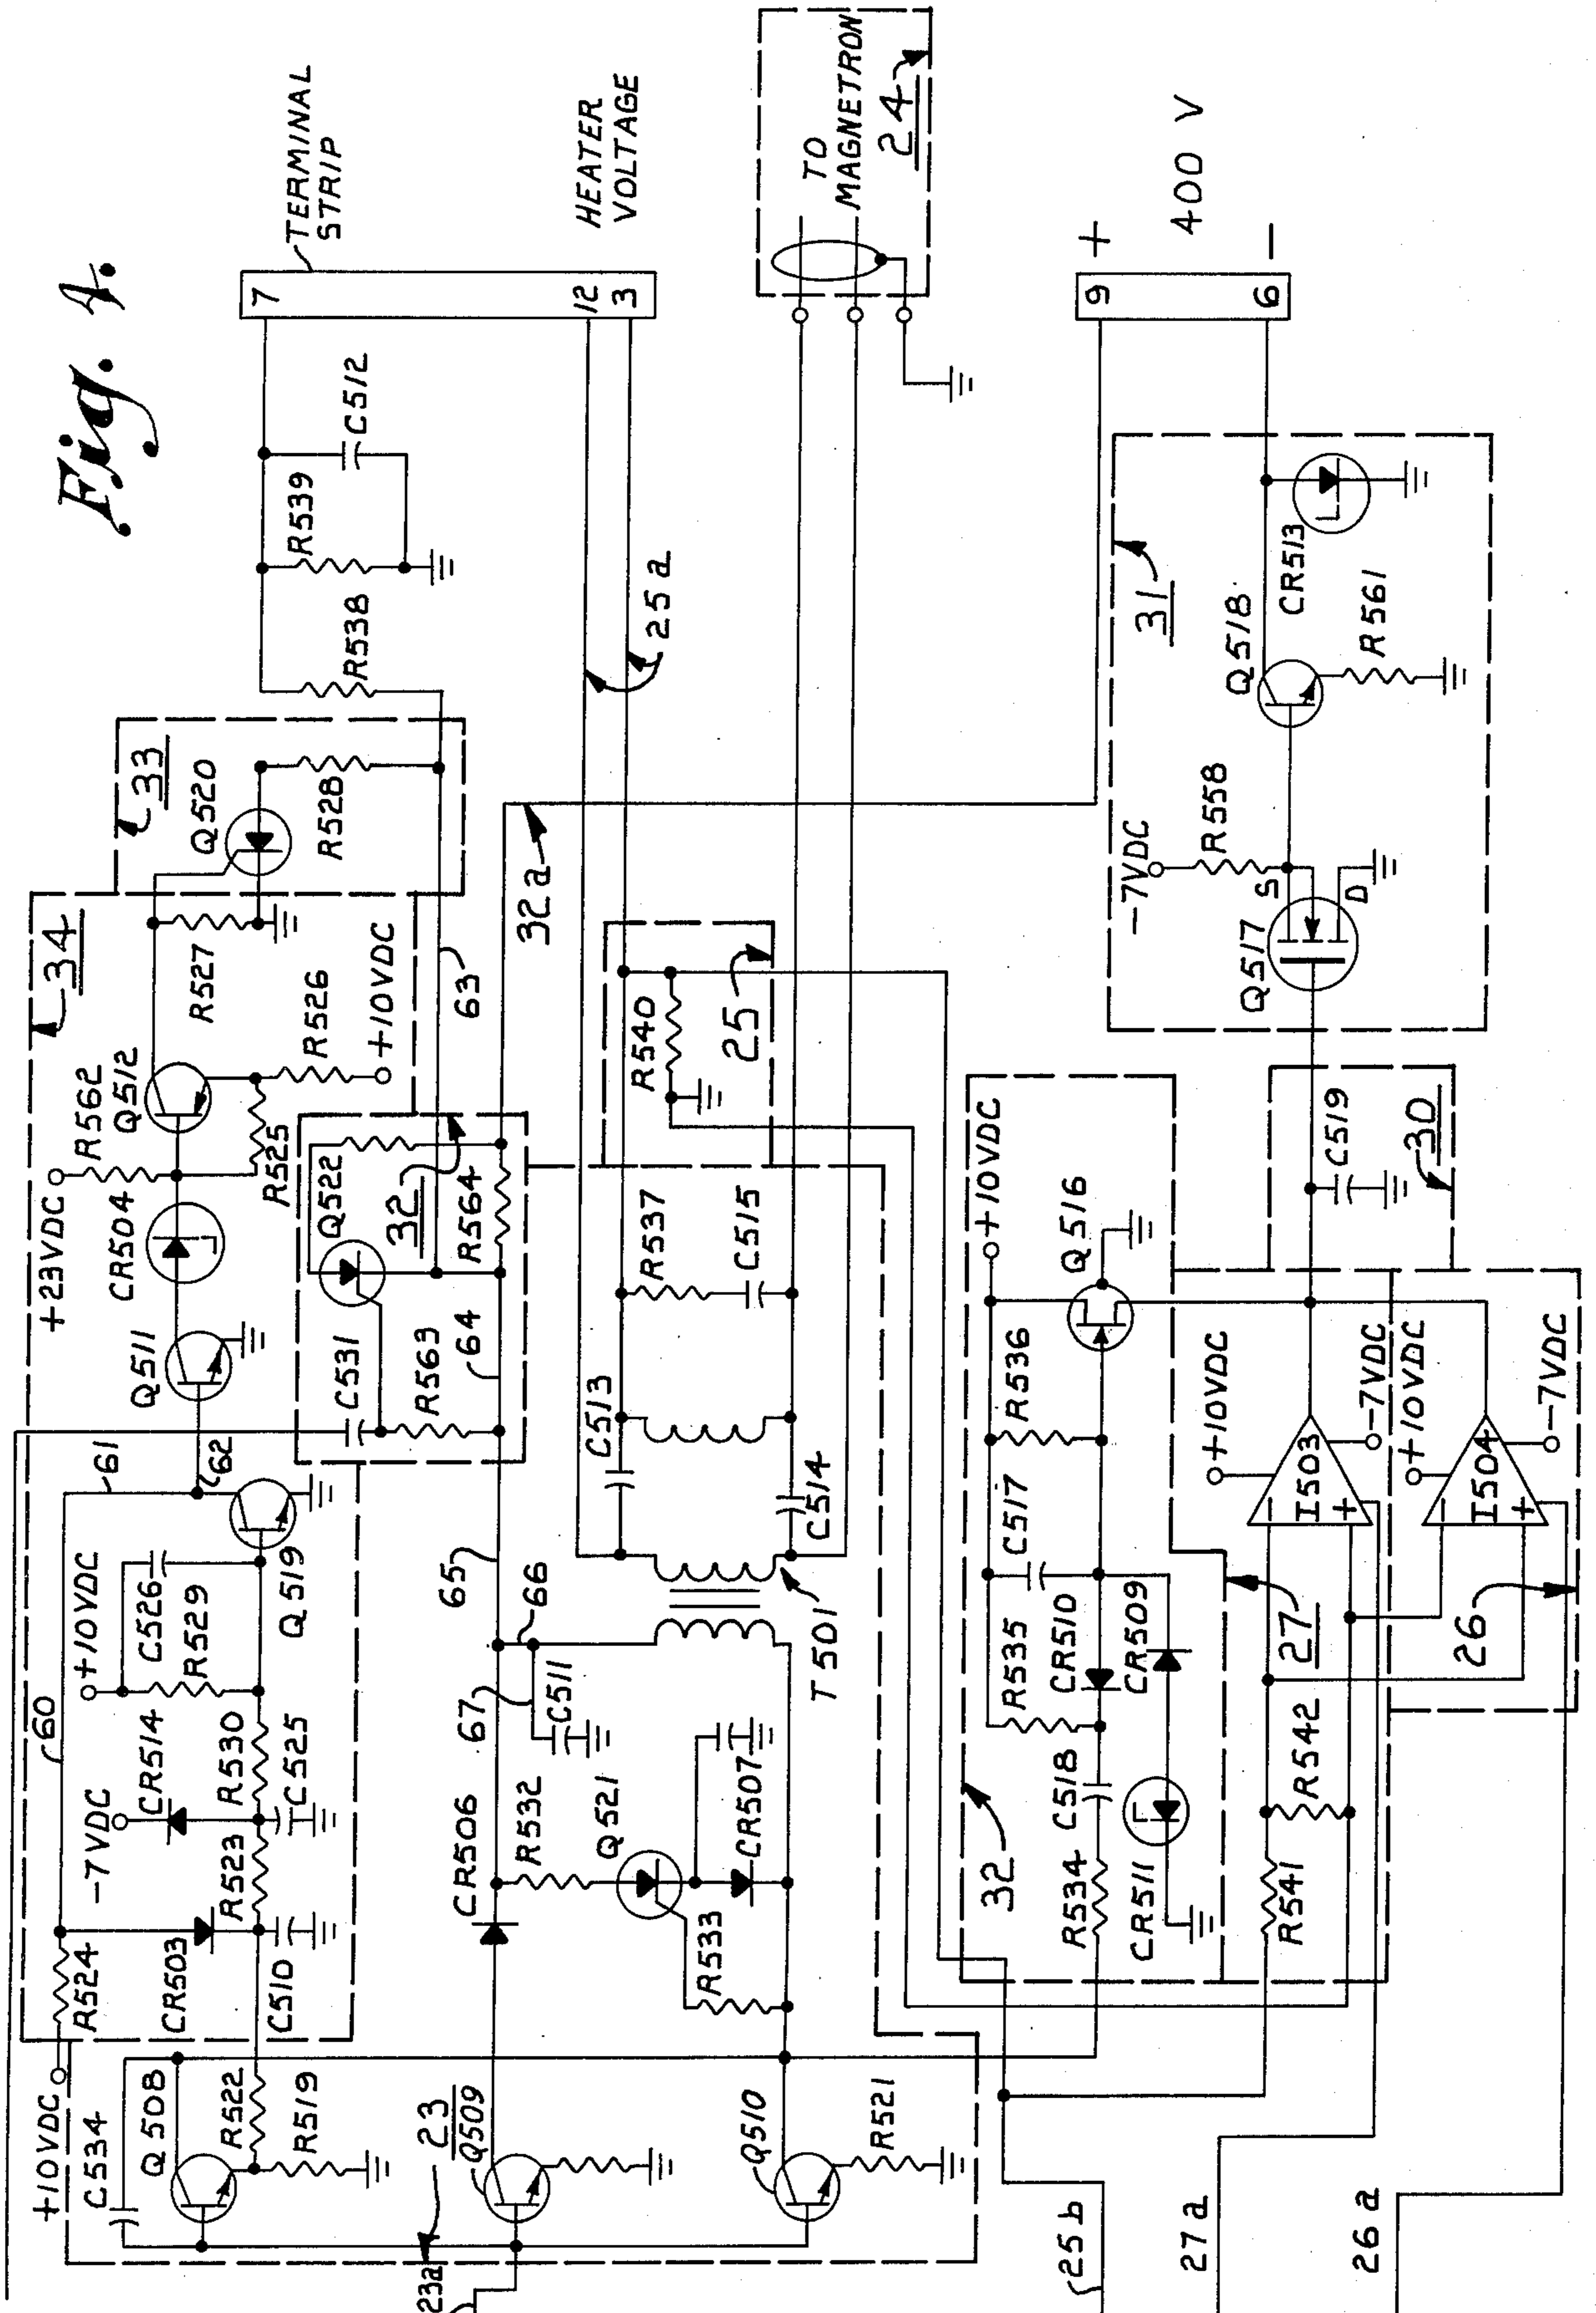 Fig. 4.
TERMINAL
STRIP
7
12
3
HEATER
VOLTAGE
TO
MAGNETRON
24
+
400 V
−
9
6
C512
R539
R538
25a
33
Q520
R528
34
R527
R526
+10VDC
63
32a
Q512
R562
R525
+23VDC
CR504
Q511
Q522
32
R564
C531
R563
64
61
62
60
+10VDC
C526
R529
Q519
−7VDC
CR514
R530
C525
R523
R524
CR503
C510
+10VDC
C534
Q508
R522
R519
23
Q509
23a
Q510
R521
65
66
67
C511
T501
CR506
R532
Q521
CR507
R533
C513
C514
R537
C515
R540
25
31
Q518
CR513
R561
−7VDC
R558
S
D
Q517
C519
30
+10VDC
Q516
R536
C517
R535
CR510
CR509
C518
R534
CR511
32
27
+10VDC
−7VDC
I503
−
+
+10VDC
−7VDC
I504
−
+
26
R542
R541
25b
27a
26a